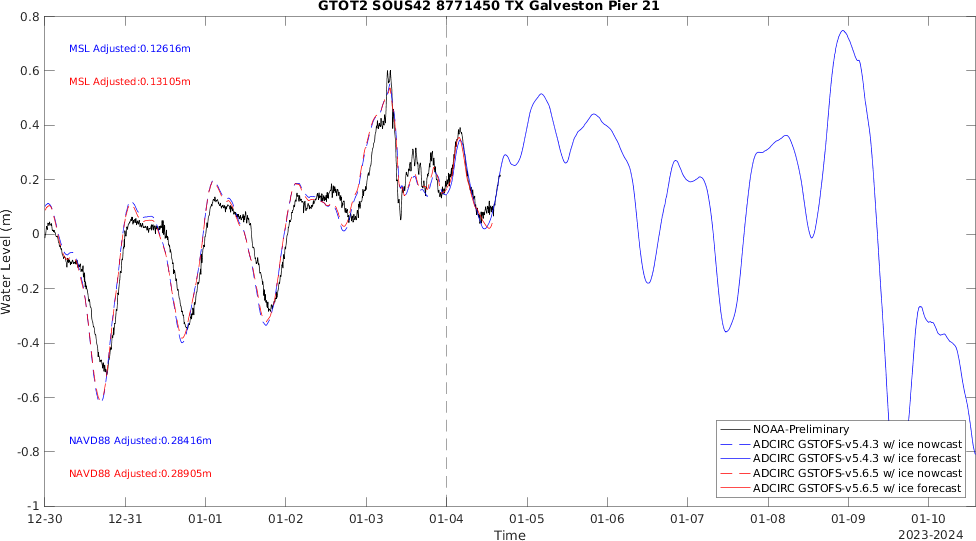 GTOT2 SOUS42 8771450 TX Galveston Pier 21
0.8
0.6
0.4
0.2
0
-0.2
-0.4
-0.6
-0.8
-1
Water Level (m)
MSL Adjusted:0.12616m
MSL Adjusted:0.13105m
NAVD88 Adjusted:0.28416m
NAVD88 Adjusted:0.28905m
NOAA-Preliminary
ADCIRC GSTOFS-v5.4.3 w/ ice nowcast
ADCIRC GSTOFS-v5.4.3 w/ ice forecast
ADCIRC GSTOFS-v5.6.5 w/ ice nowcast
ADCIRC GSTOFS-v5.6.5 w/ ice forecast
12-30 12-31 01-01 01-02 01-03 01-04 01-05 01-06 01-07 01-08 01-09 01-10
Time
2023-2024